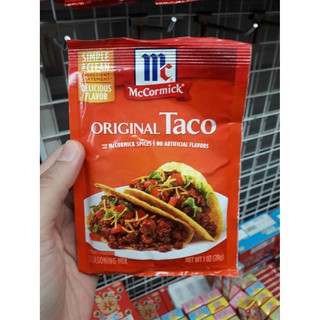 SIMPLE
& CLEAN
DELICIOUS
FLAVOR
mc
McCormick®
ORIGINAL Taco
McCORMICK SPICES | NO ARTIFICIAL FLAVORS
SEASONING MIX
NET WT 1 OZ (28g)